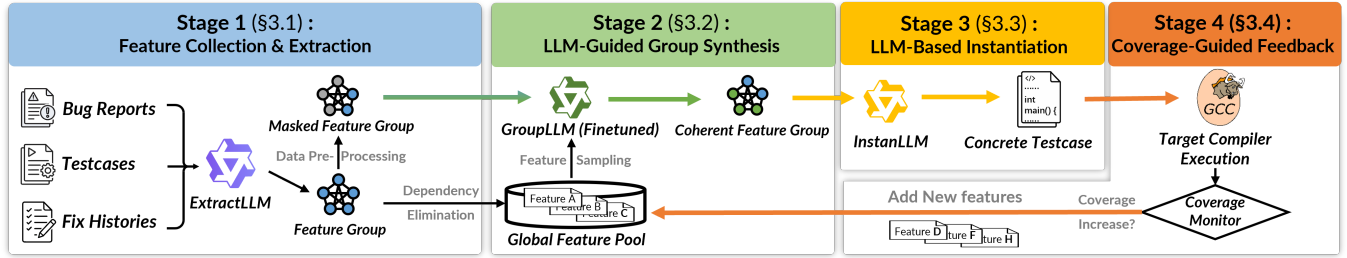 Stage 1 (§3.1) :
Feature Collection & Extraction
Bug Reports
Testcases
Fix Histories
ExtractLLM
Masked Feature Group
Data Pre- Processing
Feature Group
Dependency
Elimination
Stage 2 (§3.2) :
LLM-Guided Group Synthesis
GroupLLM (Finetuned)
Coherent Feature Group
Feature Sampling
Feature A
Feature B
Feature C
Global Feature Pool
Stage 3 (§3.3) :
LLM-Based Instantiation
InstanLLM
</>
......
int
main() {
......
Concrete Testcase
Stage 4 (§3.4) :
Coverage-Guided Feedback
GCC
Target Compiler
Execution
Coverage
Monitor
Coverage
Increase?
Add New features
Feature D
ture F
ture H